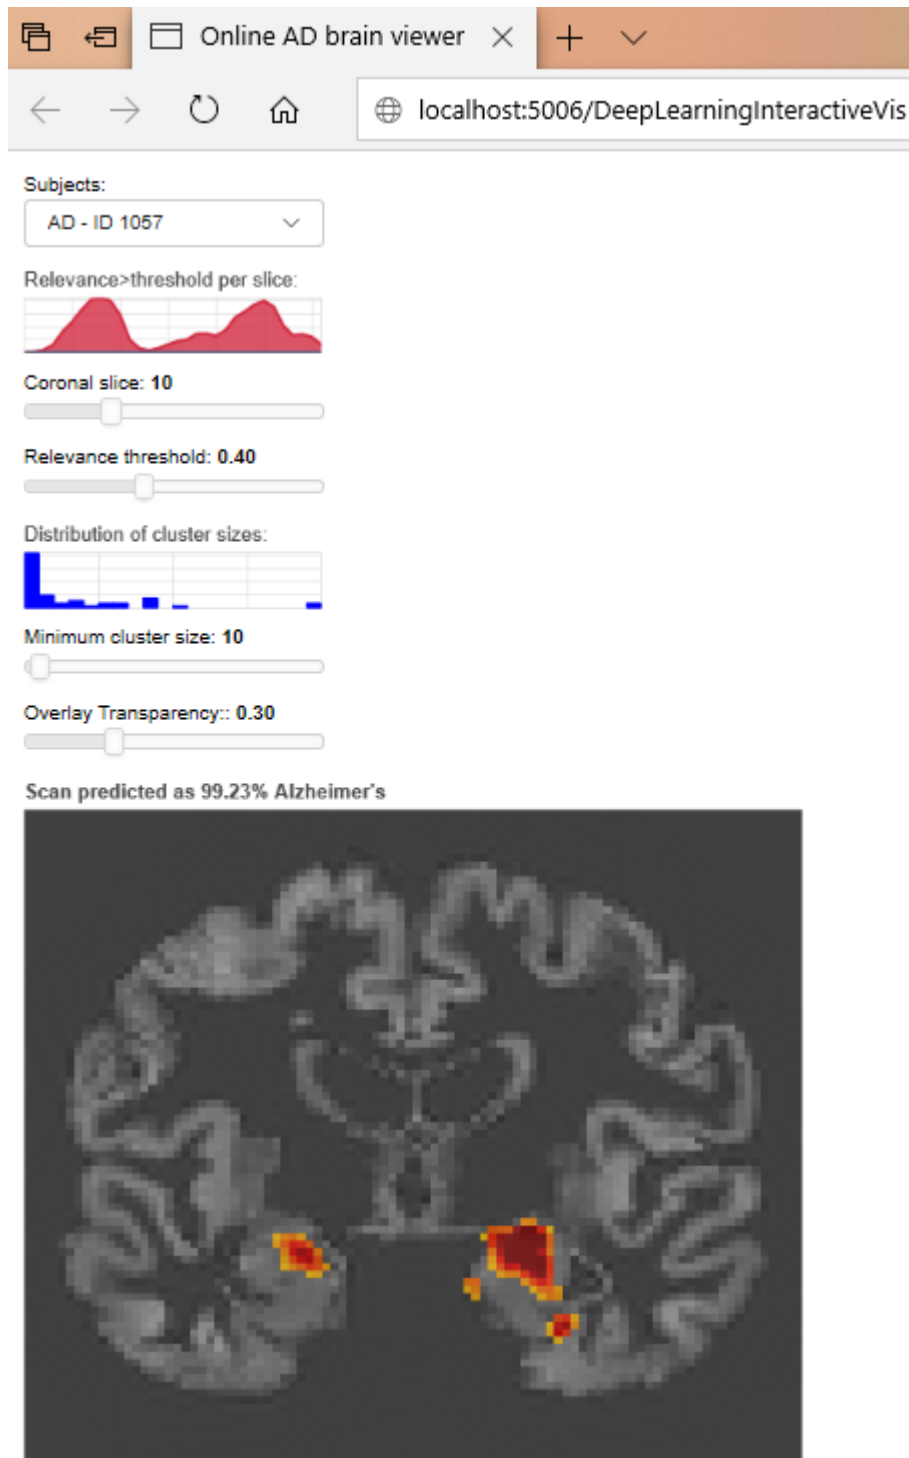 Online AD brain viewer
localhost:5006/DeepLearningInteractiveVis
Subjects:
AD - ID 1057
Relevance>threshold per slice:
Coronal slice: 10
Relevance threshold: 0.40
Distribution of cluster sizes:
Minimum cluster size: 10
Overlay Transparency:: 0.30
Scan predicted as 99.23% Alzheimer's